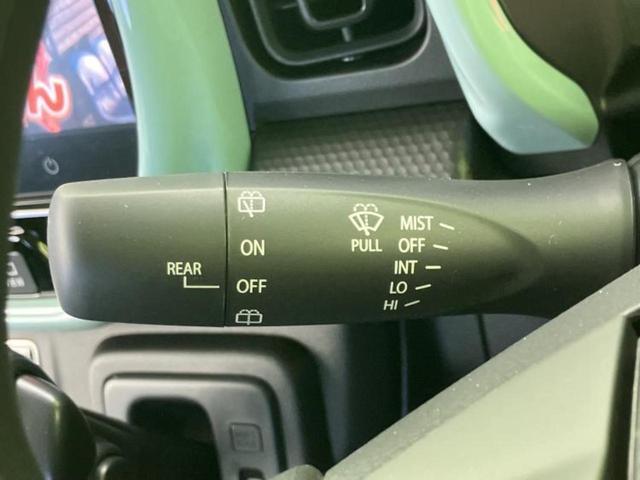 ON
REAR
OFF
PULL
MIST
OFF
INT
LO
HI